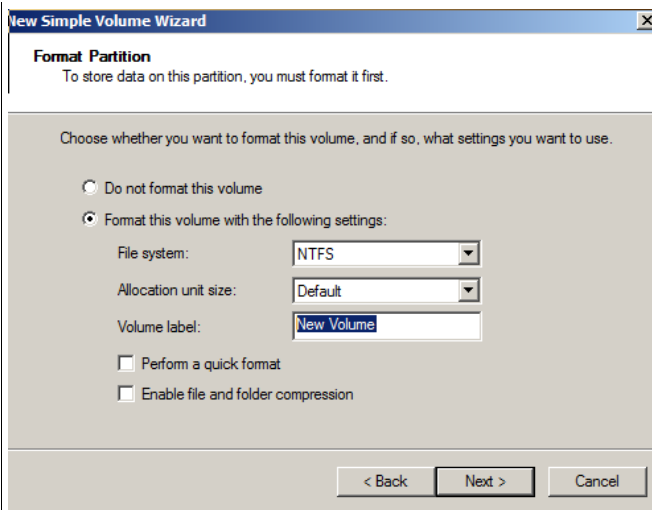 New Simple Volume Wizard
Format Partition
To store data on this partition, you must format it first.
Choose whether you want to format this volume, and if so, what settings you want to use.
Do not format this volume
Format this volume with the following settings:
File system: NTFS
Allocation unit size: Default
Volume label: New Volume
Perform a quick format
Enable file and folder compression
< Back Next > Cancel